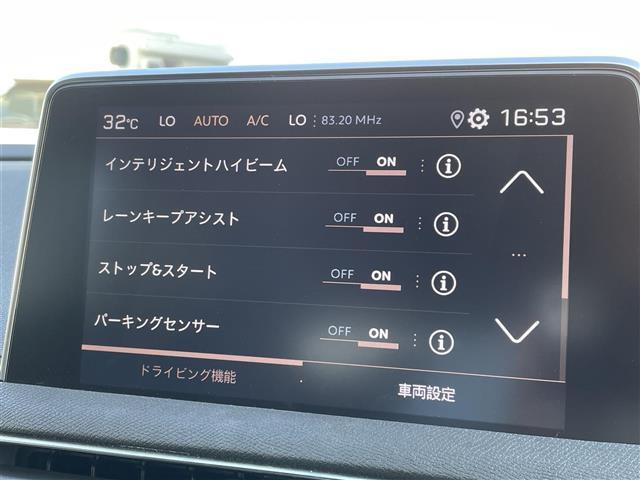 32°C LO AUTO A/C LO 83.20 MHz 16:53
インテリジェントハイビーム OFF ON
レーンキープアシスト OFF ON
ストップ&スタート OFF ON
パーキングセンサー OFF ON
ドライビング機能 車両設定